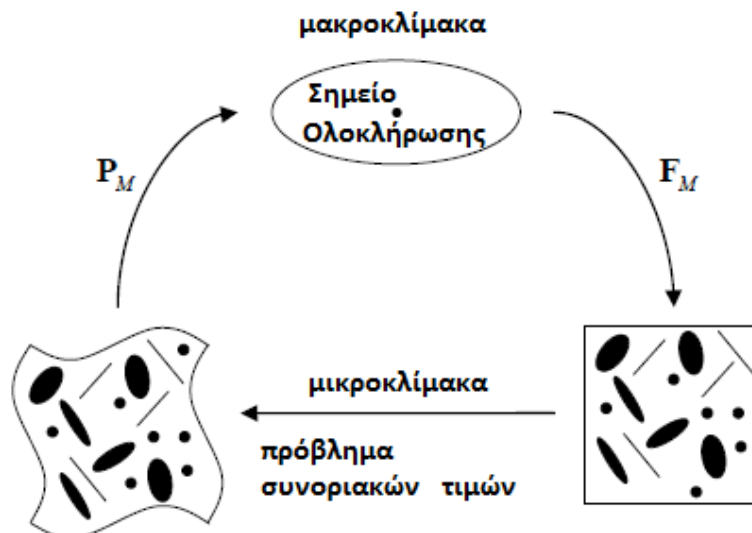 μακροκλίμακα
Σημείο
Ολοκλήρωσης
P_M
F_M
μικροκλίμακα
πρόβλημα
συνοριακών τιμών